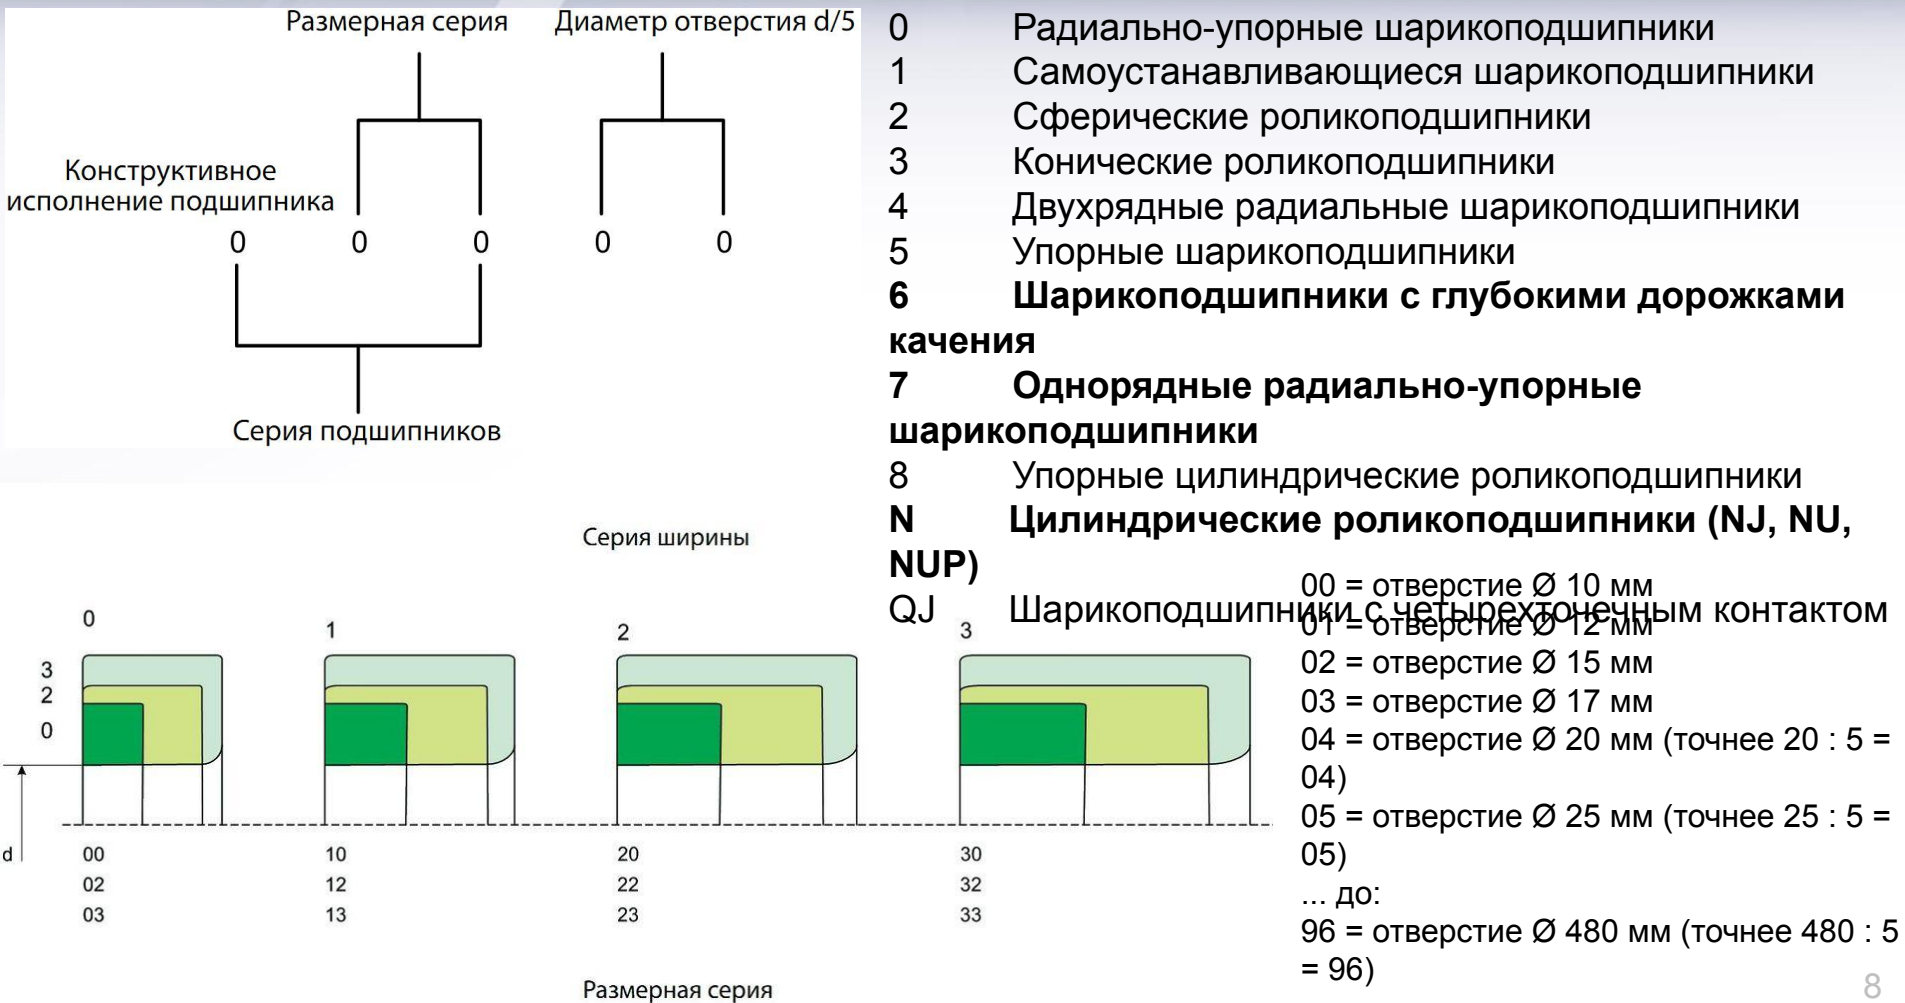 Размерная серия
Диаметр отверстия d/5
Конструктивное
исполнение подшипника
0 0 0 0 0
Серия подшипников
0 Радиально-упорные шарикоподшипники
1 Самоустанавливающиеся шарикоподшипники
2 Сферические роликоподшипники
3 Конические роликоподшипники
4 Двухрядные радиальные шарикоподшипники
5 Упорные шарикоподшипники
6 Шарикоподшипники с глубокими дорожками
качения
7 Однорядные радиально-упорные
шарикоподшипники
8 Упорные цилиндрические роликоподшипники
N Цилиндрические роликоподшипники (NJ, NU,
NUP)
QJ Шарикоподшипники с четырехточечным контактом
00 = отверстие Ø 10 мм
01 = отверстие Ø 12 мм
02 = отверстие Ø 15 мм
03 = отверстие Ø 17 мм
04 = отверстие Ø 20 мм (точнее 20 : 5 =
04)
05 = отверстие Ø 25 мм (точнее 25 : 5 =
05)
... до:
96 = отверстие Ø 480 мм (точнее 480 : 5
= 96)
Серия ширины
0 1 2 3
3
2
0
d
00 10 20 30
02 12 22 32
03 13 23 33
Размерная серия
8